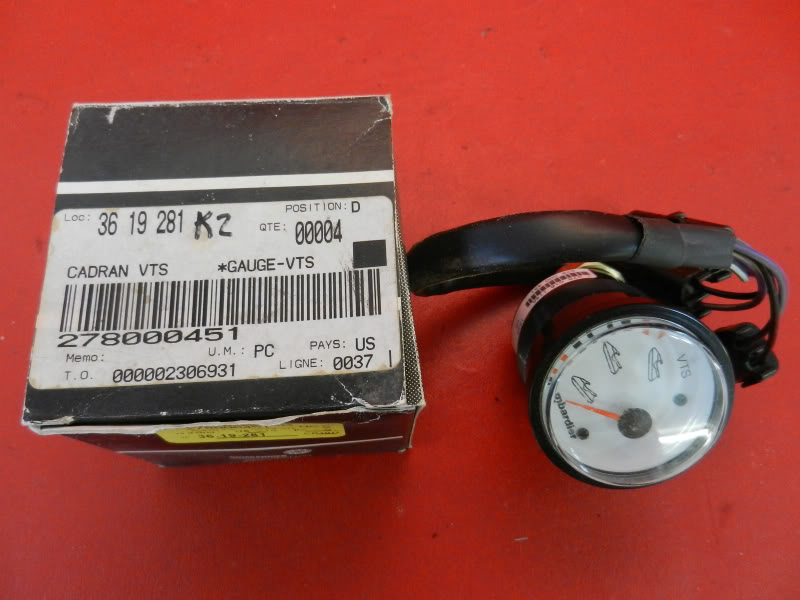 Loc: 36 19 281 K2
POSITION: D
QTE: 00004
CADRAN VTS *GAUGE-VTS
278000451
Memo: U.M.: PC PAYS: US
T.O. 000002306931 LIGNE: 0037
36 19 281
VTS
bombardier